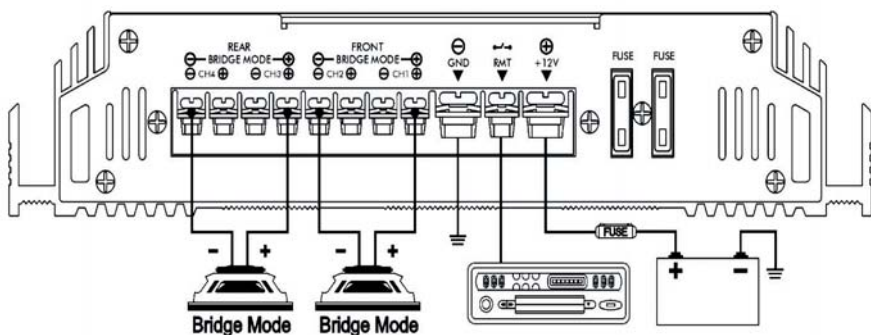 REAR
⊖ BRIDGE MODE ⊕
⊖ CH4 ⊕ ⊖ CH3 ⊕
FRONT
⊖ BRIDGE MODE ⊕
⊖ CH2 ⊕ ⊖ CH1 ⊕
⊖
GND
RMT
⊕
+12V
FUSE FUSE
- + - +
FUSE
+ -
Bridge Mode Bridge Mode